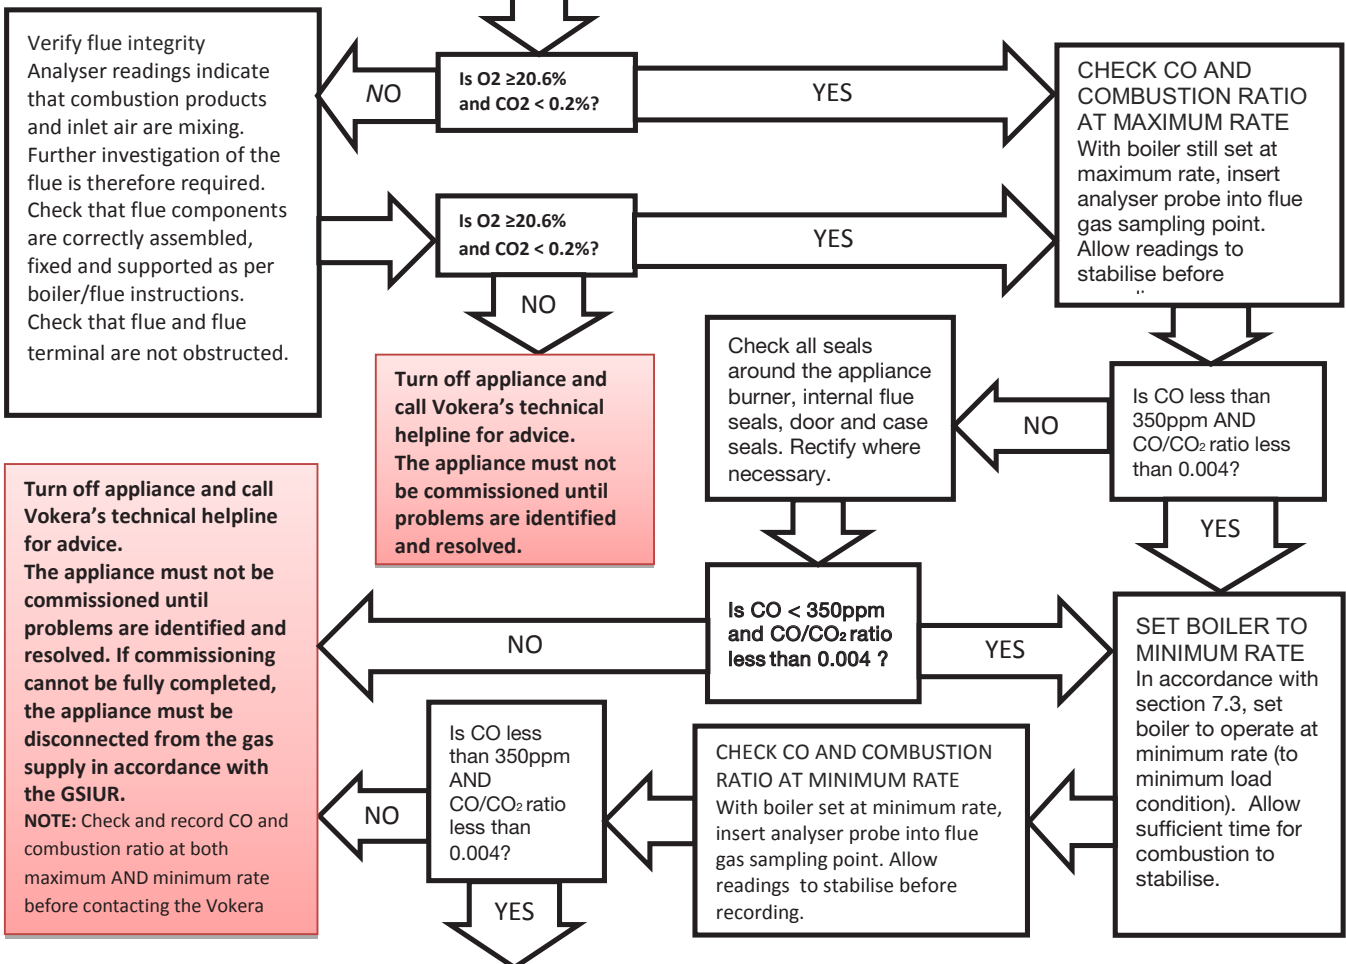 Verify flue integrity
Analyser readings indicate
that combustion products
and inlet air are mixing.
Further investigation of the
flue is therefore required.
Check that flue components
are correctly assembled,
fixed and supported as per
boiler/flue instructions.
Check that flue and flue
terminal are not obstructed.
NO
Is O2 ≥20.6%
and CO2 < 0.2%?
YES
CHECK CO AND
COMBUSTION RATIO
AT MAXIMUM RATE
With boiler still set at
maximum rate, insert
analyser probe into flue
gas sampling point.
Allow readings to
stabilise before
Is O2 ≥20.6%
and CO2 < 0.2%?
YES
NO
Turn off appliance and
call Vokera’s technical
helpline for advice.
The appliance must not
be commissioned until
problems are identified
and resolved.
Check all seals
around the appliance
burner, internal flue
seals, door and case
seals. Rectify where
necessary.
NO
Is CO less than
350ppm AND
CO/CO₂ ratio less
than 0.004?
YES
Turn off appliance and call
Vokera’s technical helpline
for advice.
The appliance must not be
commissioned until
problems are identified and
resolved. If commissioning
cannot be fully completed,
the appliance must be
disconnected from the gas
supply in accordance with
the GSIUR.
NOTE: Check and record CO and
combustion ratio at both
maximum AND minimum rate
before contacting the Vokera
NO
Is CO < 350ppm
and CO/CO₂ ratio
less than 0.004 ?
YES
SET BOILER TO
MINIMUM RATE
In accordance with
section 7.3, set
boiler to operate at
minimum rate (to
minimum load
condition). Allow
sufficient time for
combustion to
stabilise.
CHECK CO AND COMBUSTION
RATIO AT MINIMUM RATE
With boiler set at minimum rate,
insert analyser probe into flue
gas sampling point. Allow
readings to stabilise before
recording.
Is CO less
than 350ppm
AND
CO/CO₂ ratio
less than
0.004?
NO
YES